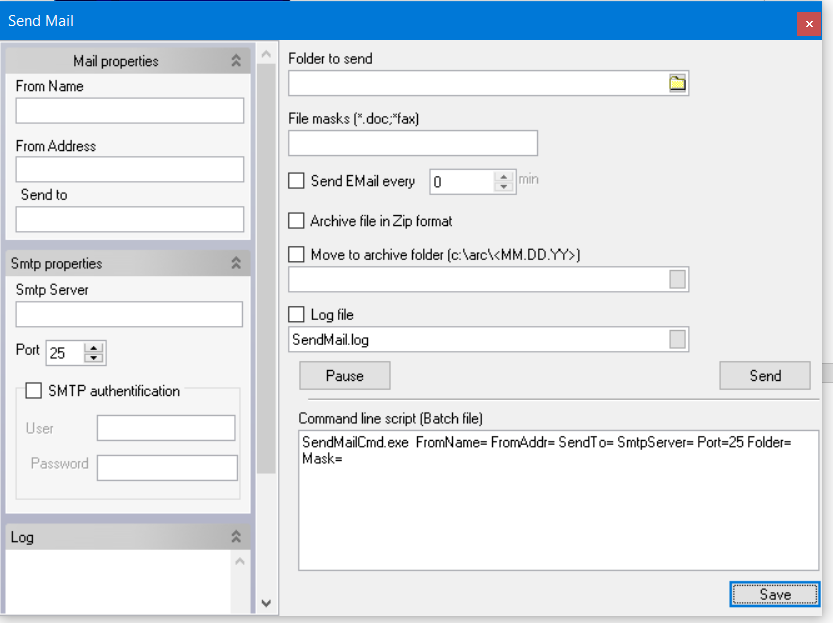 Send Mail
Mail properties
From Name
From Address
Send to
Smtp properties
Smtp Server
Port 25
SMTP authentification
User
Password
Log
Folder to send
File masks (*.doc;*fax)
Send EMail every 0 min
Archive file in Zip format
Move to archive folder (c:\arc\<MM.DD.YY>)
Log file
SendMail.log
Pause Send
Command line script (Batch file)
SendMailCmd.exe  FromName= FromAddr= SendTo= SmtpServer= Port=25 Folder=
Mask=
Save